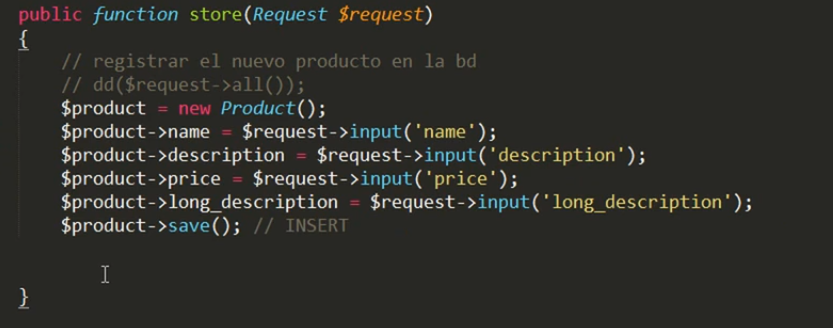 public function store(Request $request)
{
// registrar el nuevo producto en la bd
// dd($request->all());
$product = new Product();
$product->name = $request->input('name');
$product->description = $request->input('description');
$product->price = $request->input('price');
$product->long_description = $request->input('long_description');
$product->save(); // INSERT
}